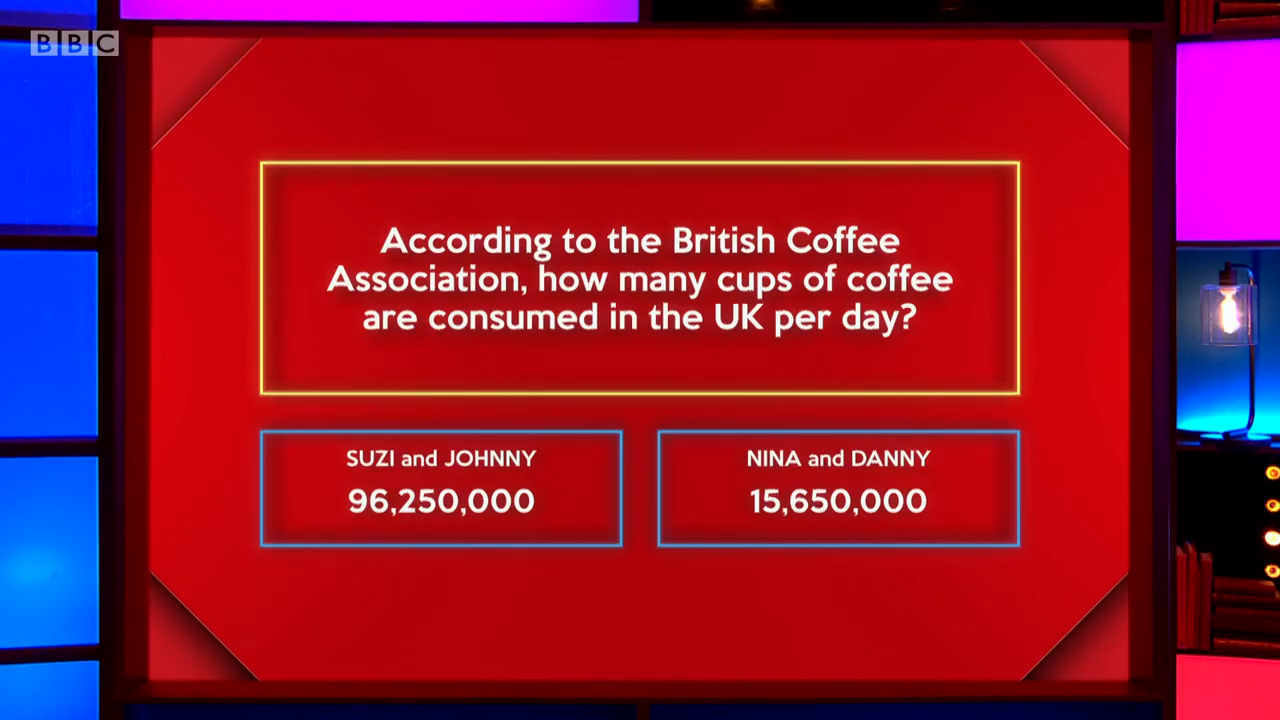 BBC
According to the British Coffee
Association, how many cups of coffee
are consumed in the UK per day?
SUZI and JOHNNY
96,250,000
NINA and DANNY
15,650,000